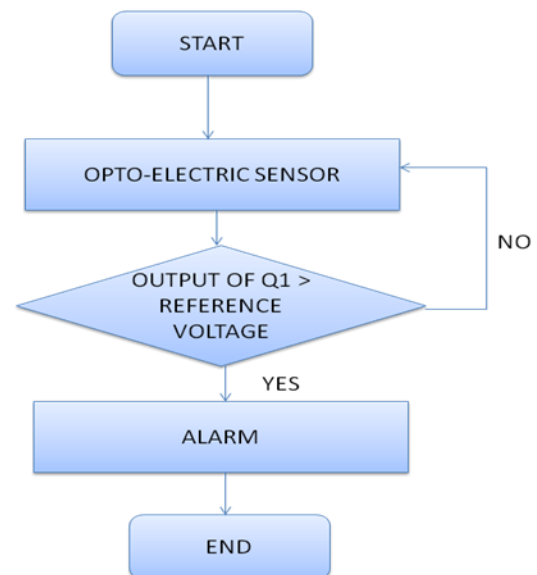 START
OPTO-ELECTRIC SENSOR
NO
OUTPUT OF Q1 >
REFERENCE
VOLTAGE
YES
ALARM
END